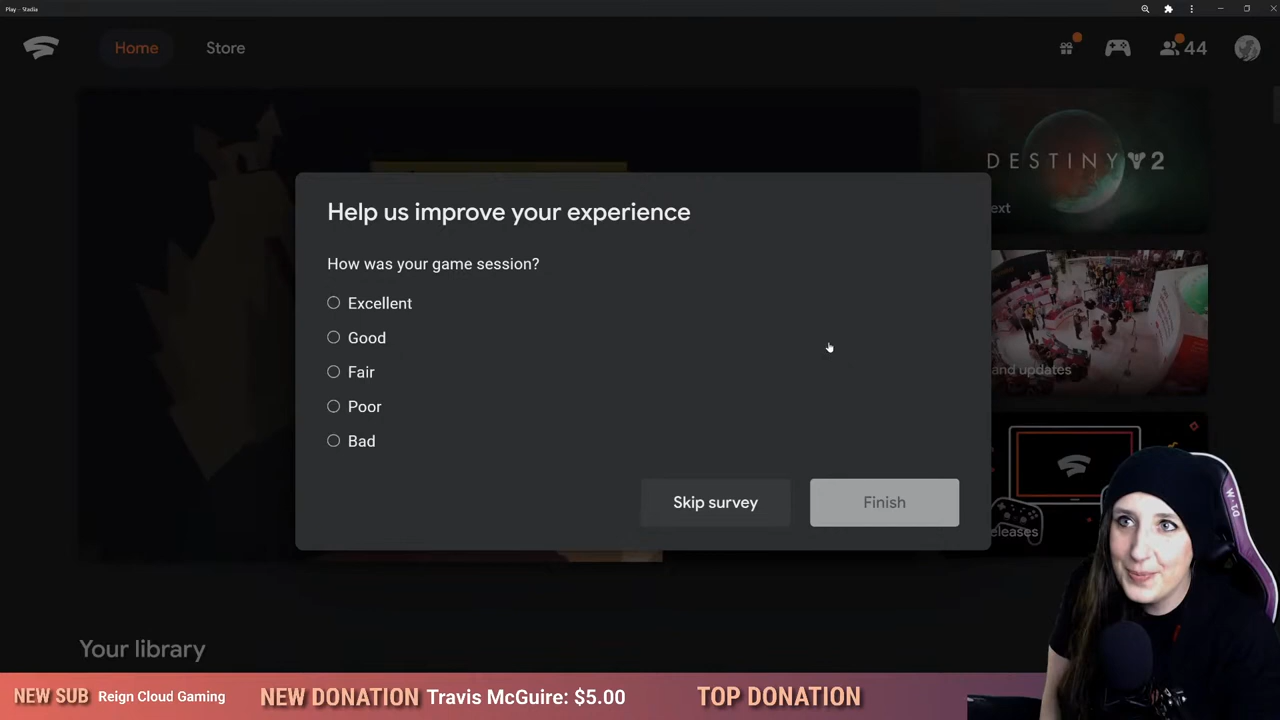 Play - Stadia
Home
Store
44
DESTINY 2
ext
Help us improve your experience
How was your game session?
Excellent
Good
Fair
Poor
Bad
and updates
Skip survey
Finish
eleases
Your library
NEW SUB Reign Cloud Gaming
NEW DONATION Travis McGuire: $5.00
TOP DONATION